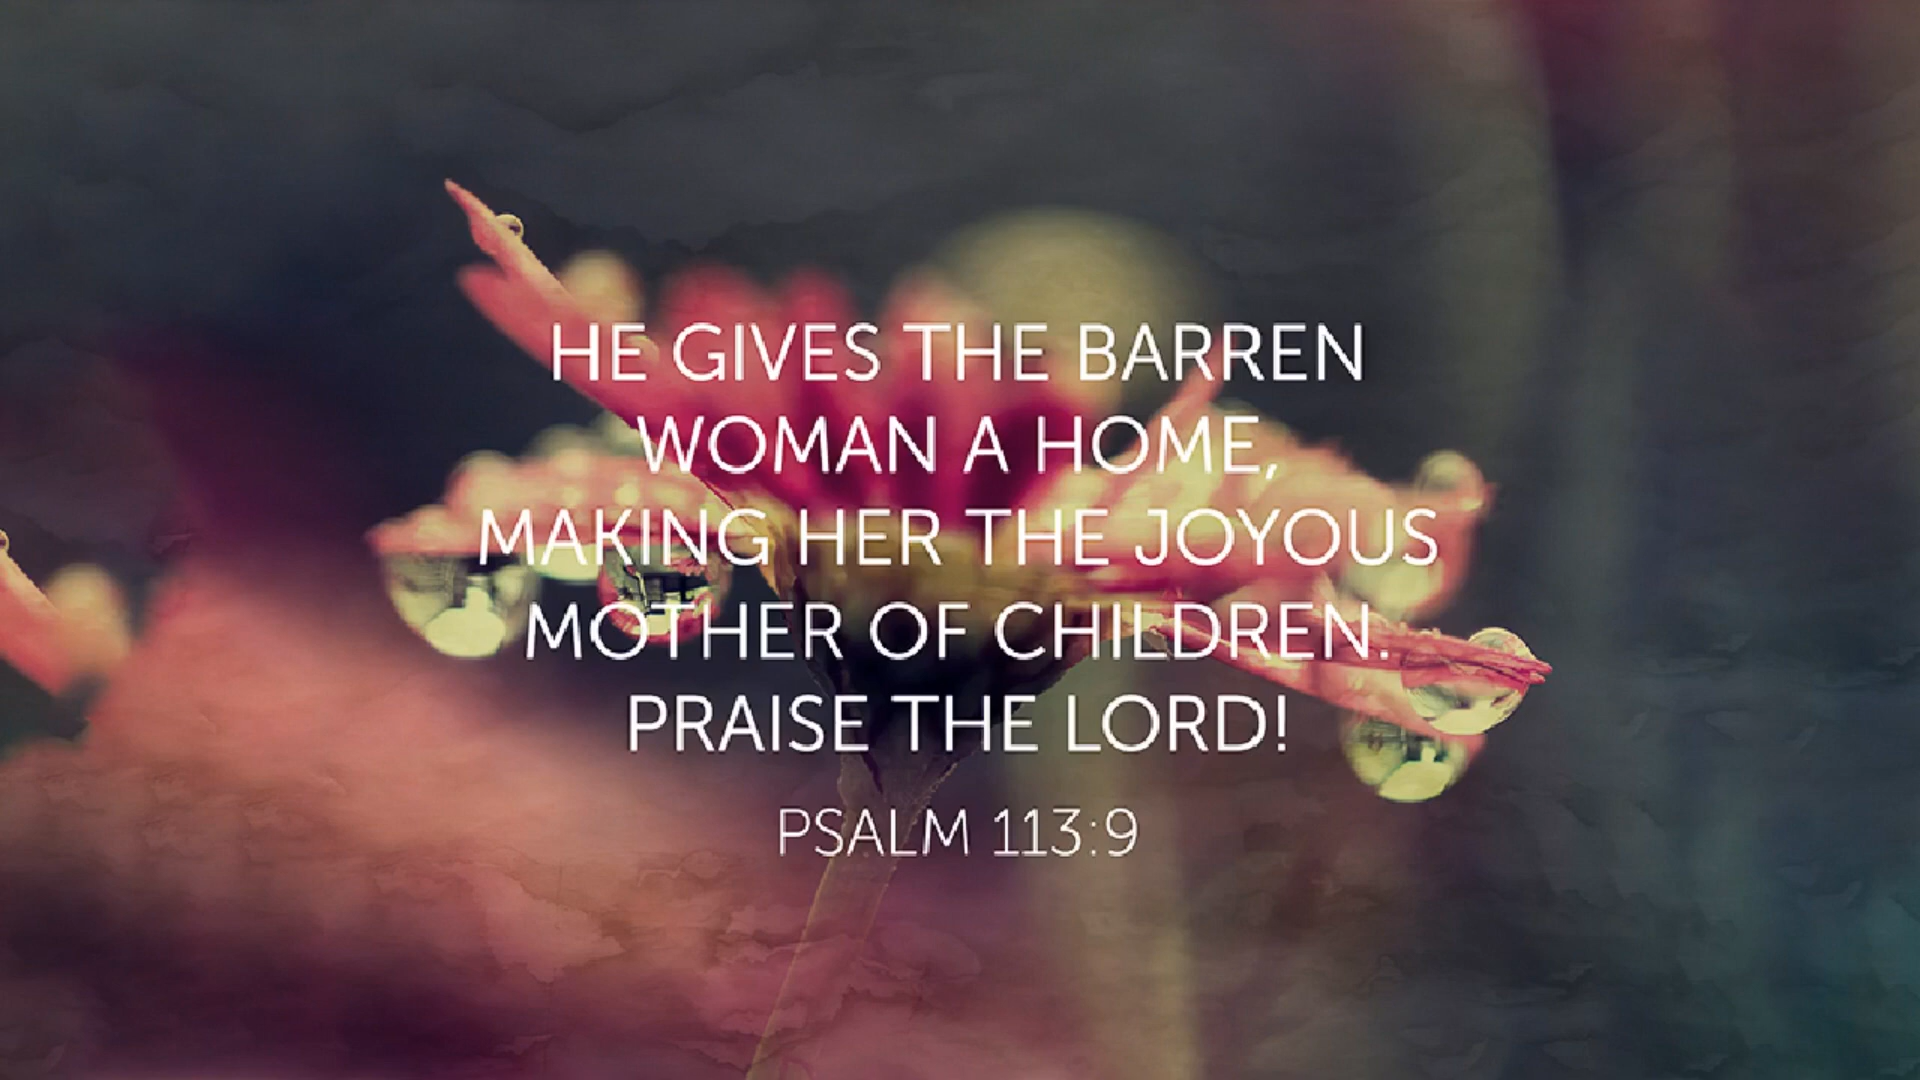 HE GIVES THE BARREN
WOMAN A HOME,
MAKING HER THE JOYOUS
MOTHER OF CHILDREN.
PRAISE THE LORD!
PSALM 113:9